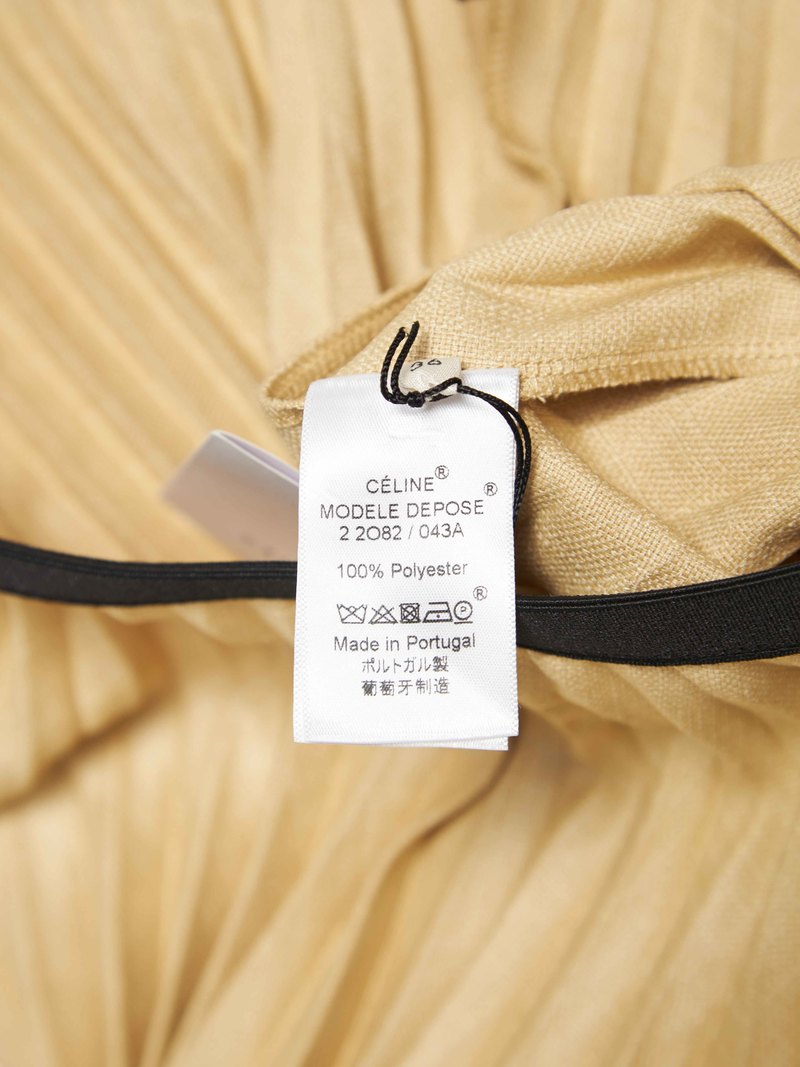 36
CÉLINE®
MODELE DEPOSE®
2 2O82 / 043A
100% Polyester
®
Made in Portugal
ポルトガル製
葡萄牙制造